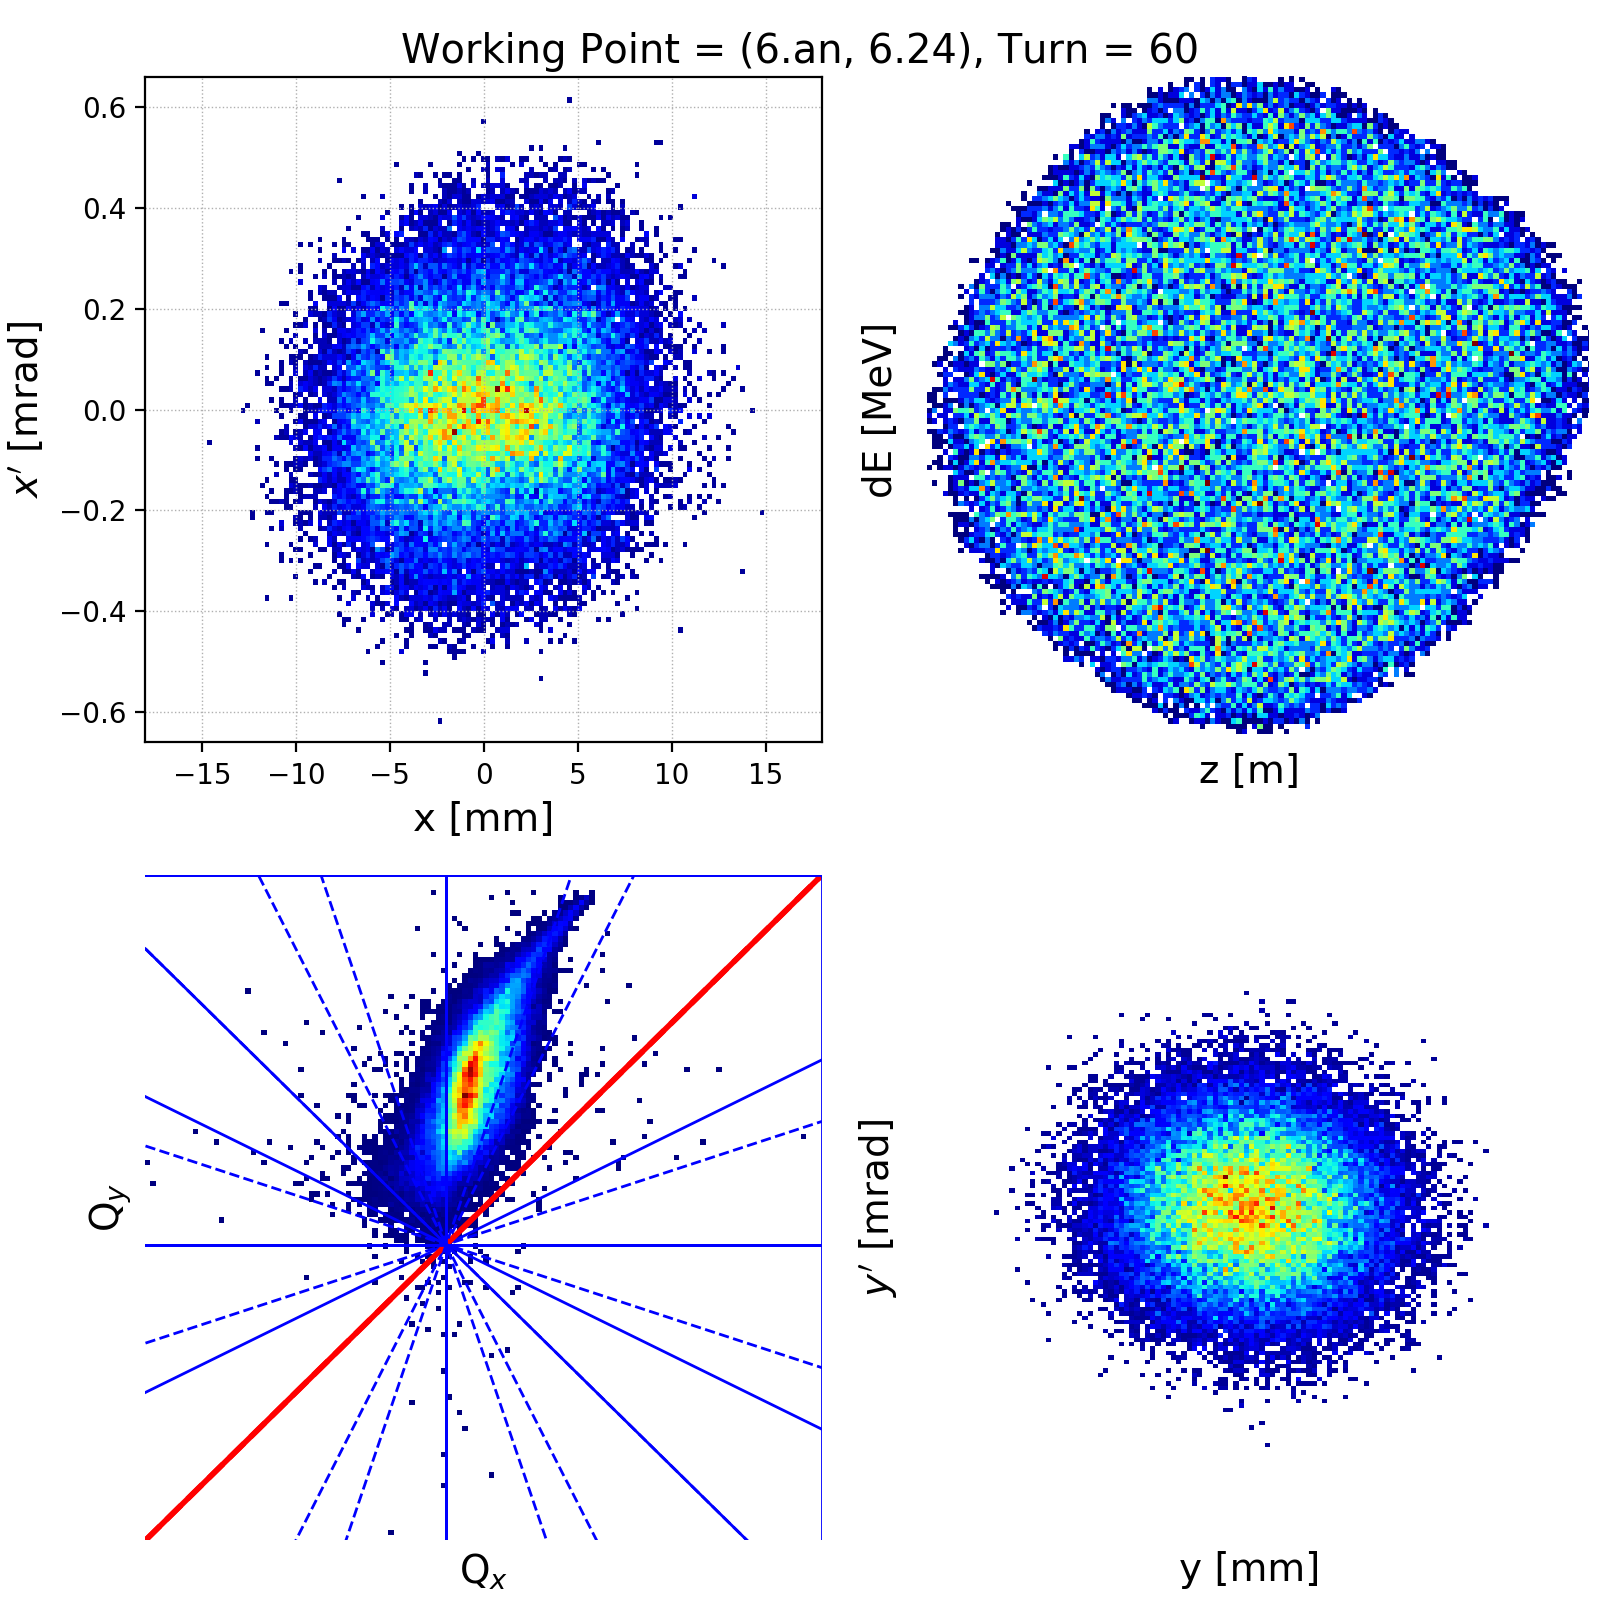 Working Point = (6.an, 6.24), Turn = 60
0.6
0.4
0.2
0.0
−0.2
−0.4
−0.6
x′ [mrad]
−15 −10 −5 0 5 10 15
x [mm]
dE [MeV]
z [m]
Qy
Qx
y′ [mrad]
y [mm]